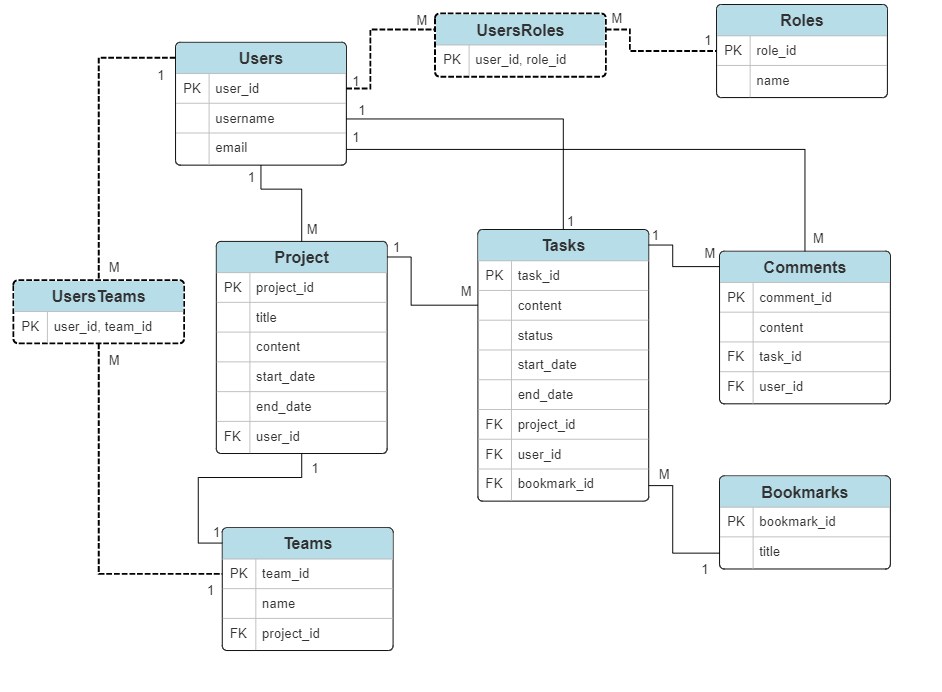 M
UsersRoles
M
Roles
PK user_id, role_id
1
PK role_id
name
Users
1
PK user_id
1
username
1
email
1
1
M
1
M
Project
PK project_id
title
content
start_date
end_date
FK user_id
1
M
1
Tasks
PK task_id
content
status
start_date
end_date
FK project_id
FK user_id
FK bookmark_id
1
M
M
Comments
PK comment_id
content
FK task_id
FK user_id
M
UsersTeams
PK user_id, team_id
M
M
Bookmarks
PK bookmark_id
title
1
1
1
Teams
PK team_id
name
FK project_id
1